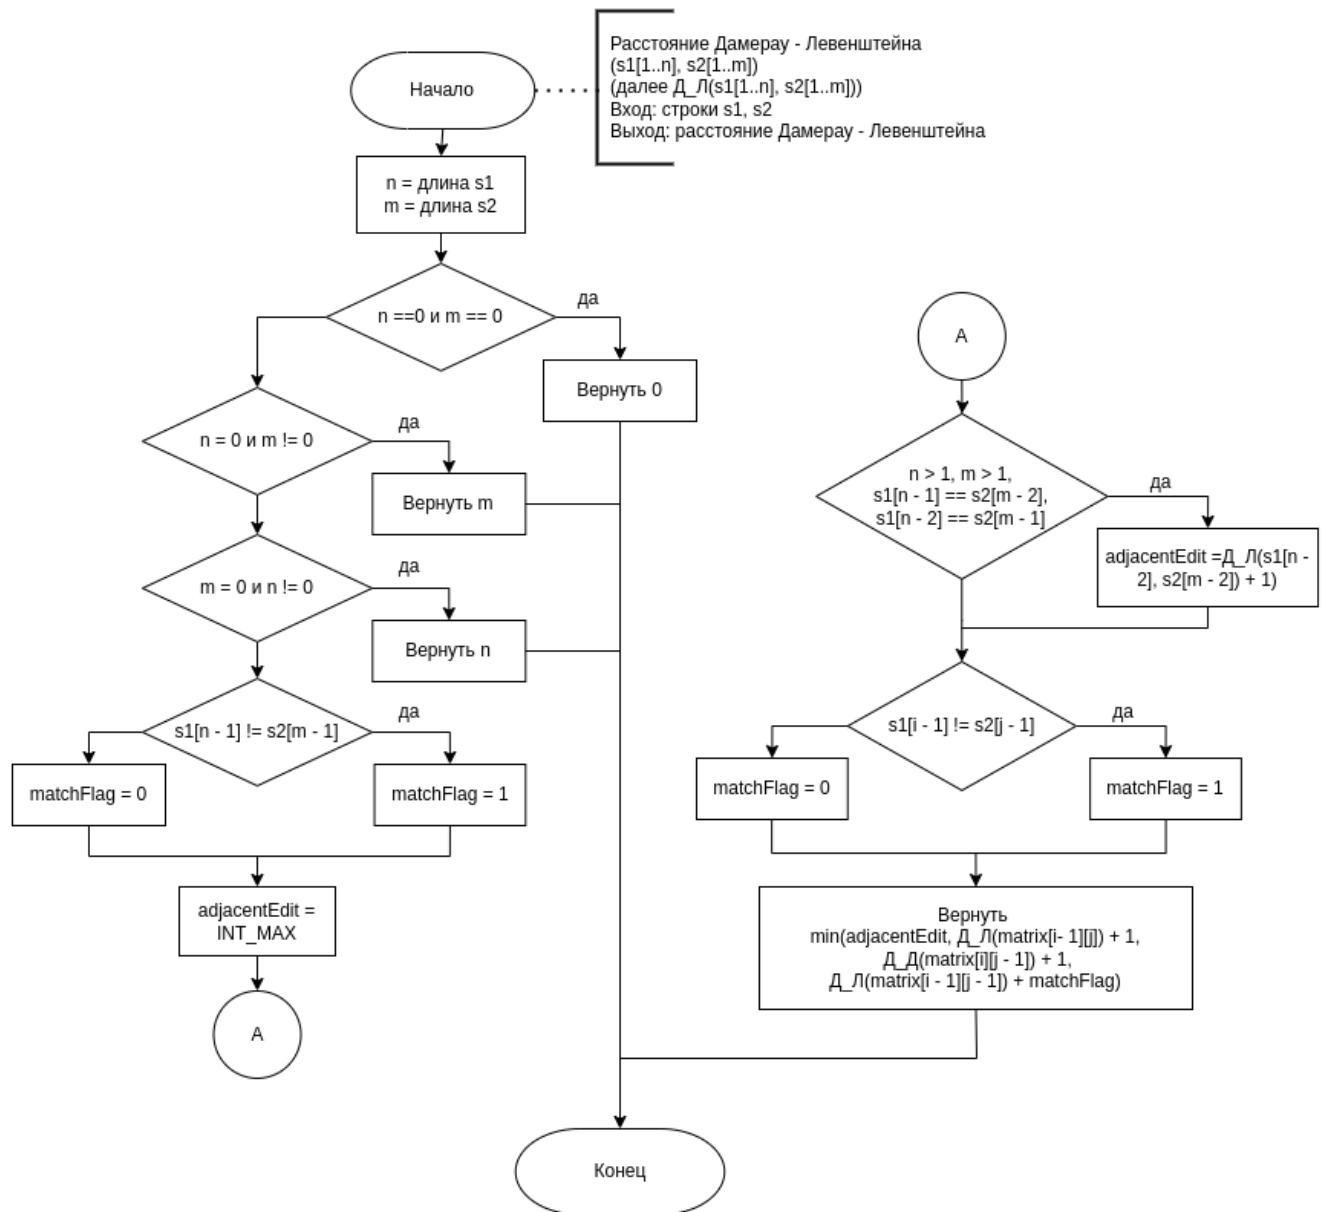 Расстояние Дамерау - Левенштейна
(s1[1..n], s2[1..m])
(далее Д_Л(s1[1..n], s2[1..m]))
Вход: строки s1, s2
Выход: расстояние Дамерау - Левенштейна
Начало
n = длина s1
m = длина s2
n ==0 и m == 0
да
Вернуть 0
n = 0 и m != 0
да
Вернуть m
m = 0 и n != 0
да
Вернуть n
s1[n - 1] != s2[m - 1]
да
matchFlag = 0
matchFlag = 1
adjacentEdit =
INT_MAX
A
A
n > 1, m > 1,
s1[n - 1] == s2[m - 2],
s1[n - 2] == s2[m - 1]
да
adjacentEdit =Д_Л(s1[n -
2], s2[m - 2]) + 1)
s1[i - 1] != s2[j - 1]
да
matchFlag = 0
matchFlag = 1
Вернуть
min(adjacentEdit, Д_Л(matrix[i- 1][j]) + 1,
Д_Д(matrix[i][j - 1]) + 1,
Д_Л(matrix[i - 1][j - 1]) + matchFlag)
Конец